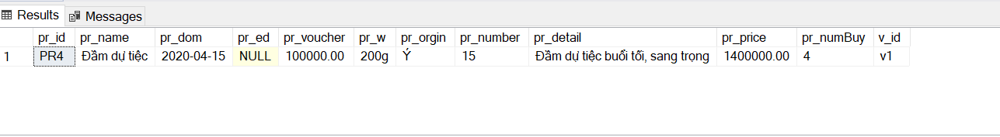 Results Messages
pr_id pr_name pr_dom pr_ed pr_voucher pr_w pr_orgin pr_number pr_detail pr_price pr_numBuy v_id
1 PR4 Đầm dự tiệc 2020-04-15 NULL 100000.00 200g Ý 15 Đầm dự tiệc buổi tối, sang trọng 1400000.00 4 v1